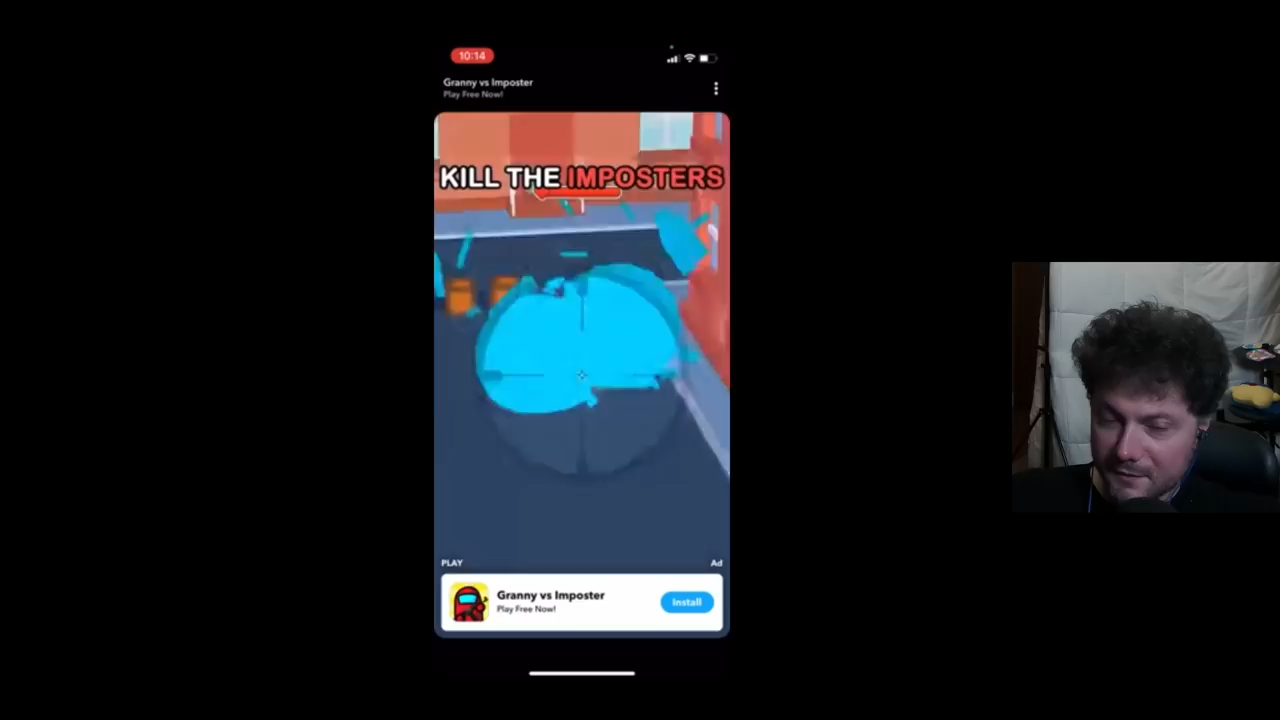 10:14
Granny vs Imposter
Play Free Now!
KILL THE IMPOSTERS
PLAY
Ad
Granny vs Imposter
Play Free Now!
Install